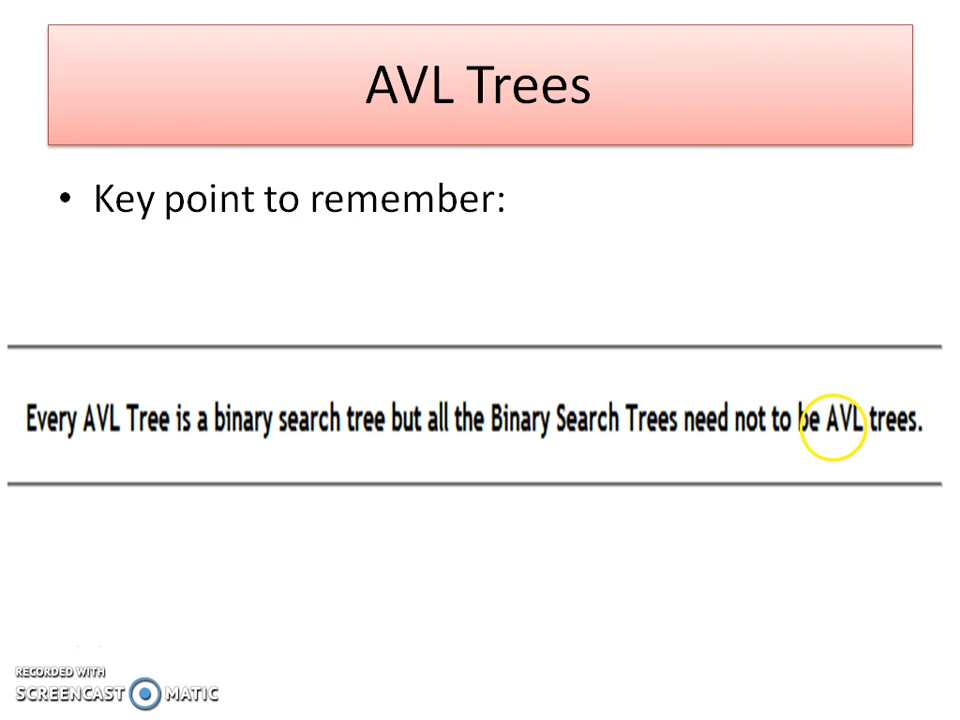 AVL Trees
• Key point to remember:
Every AVL Tree is a binary search tree but all the Binary Search Trees need not to be AVL trees.
RECORDED WITH
SCREENCAST MATIC